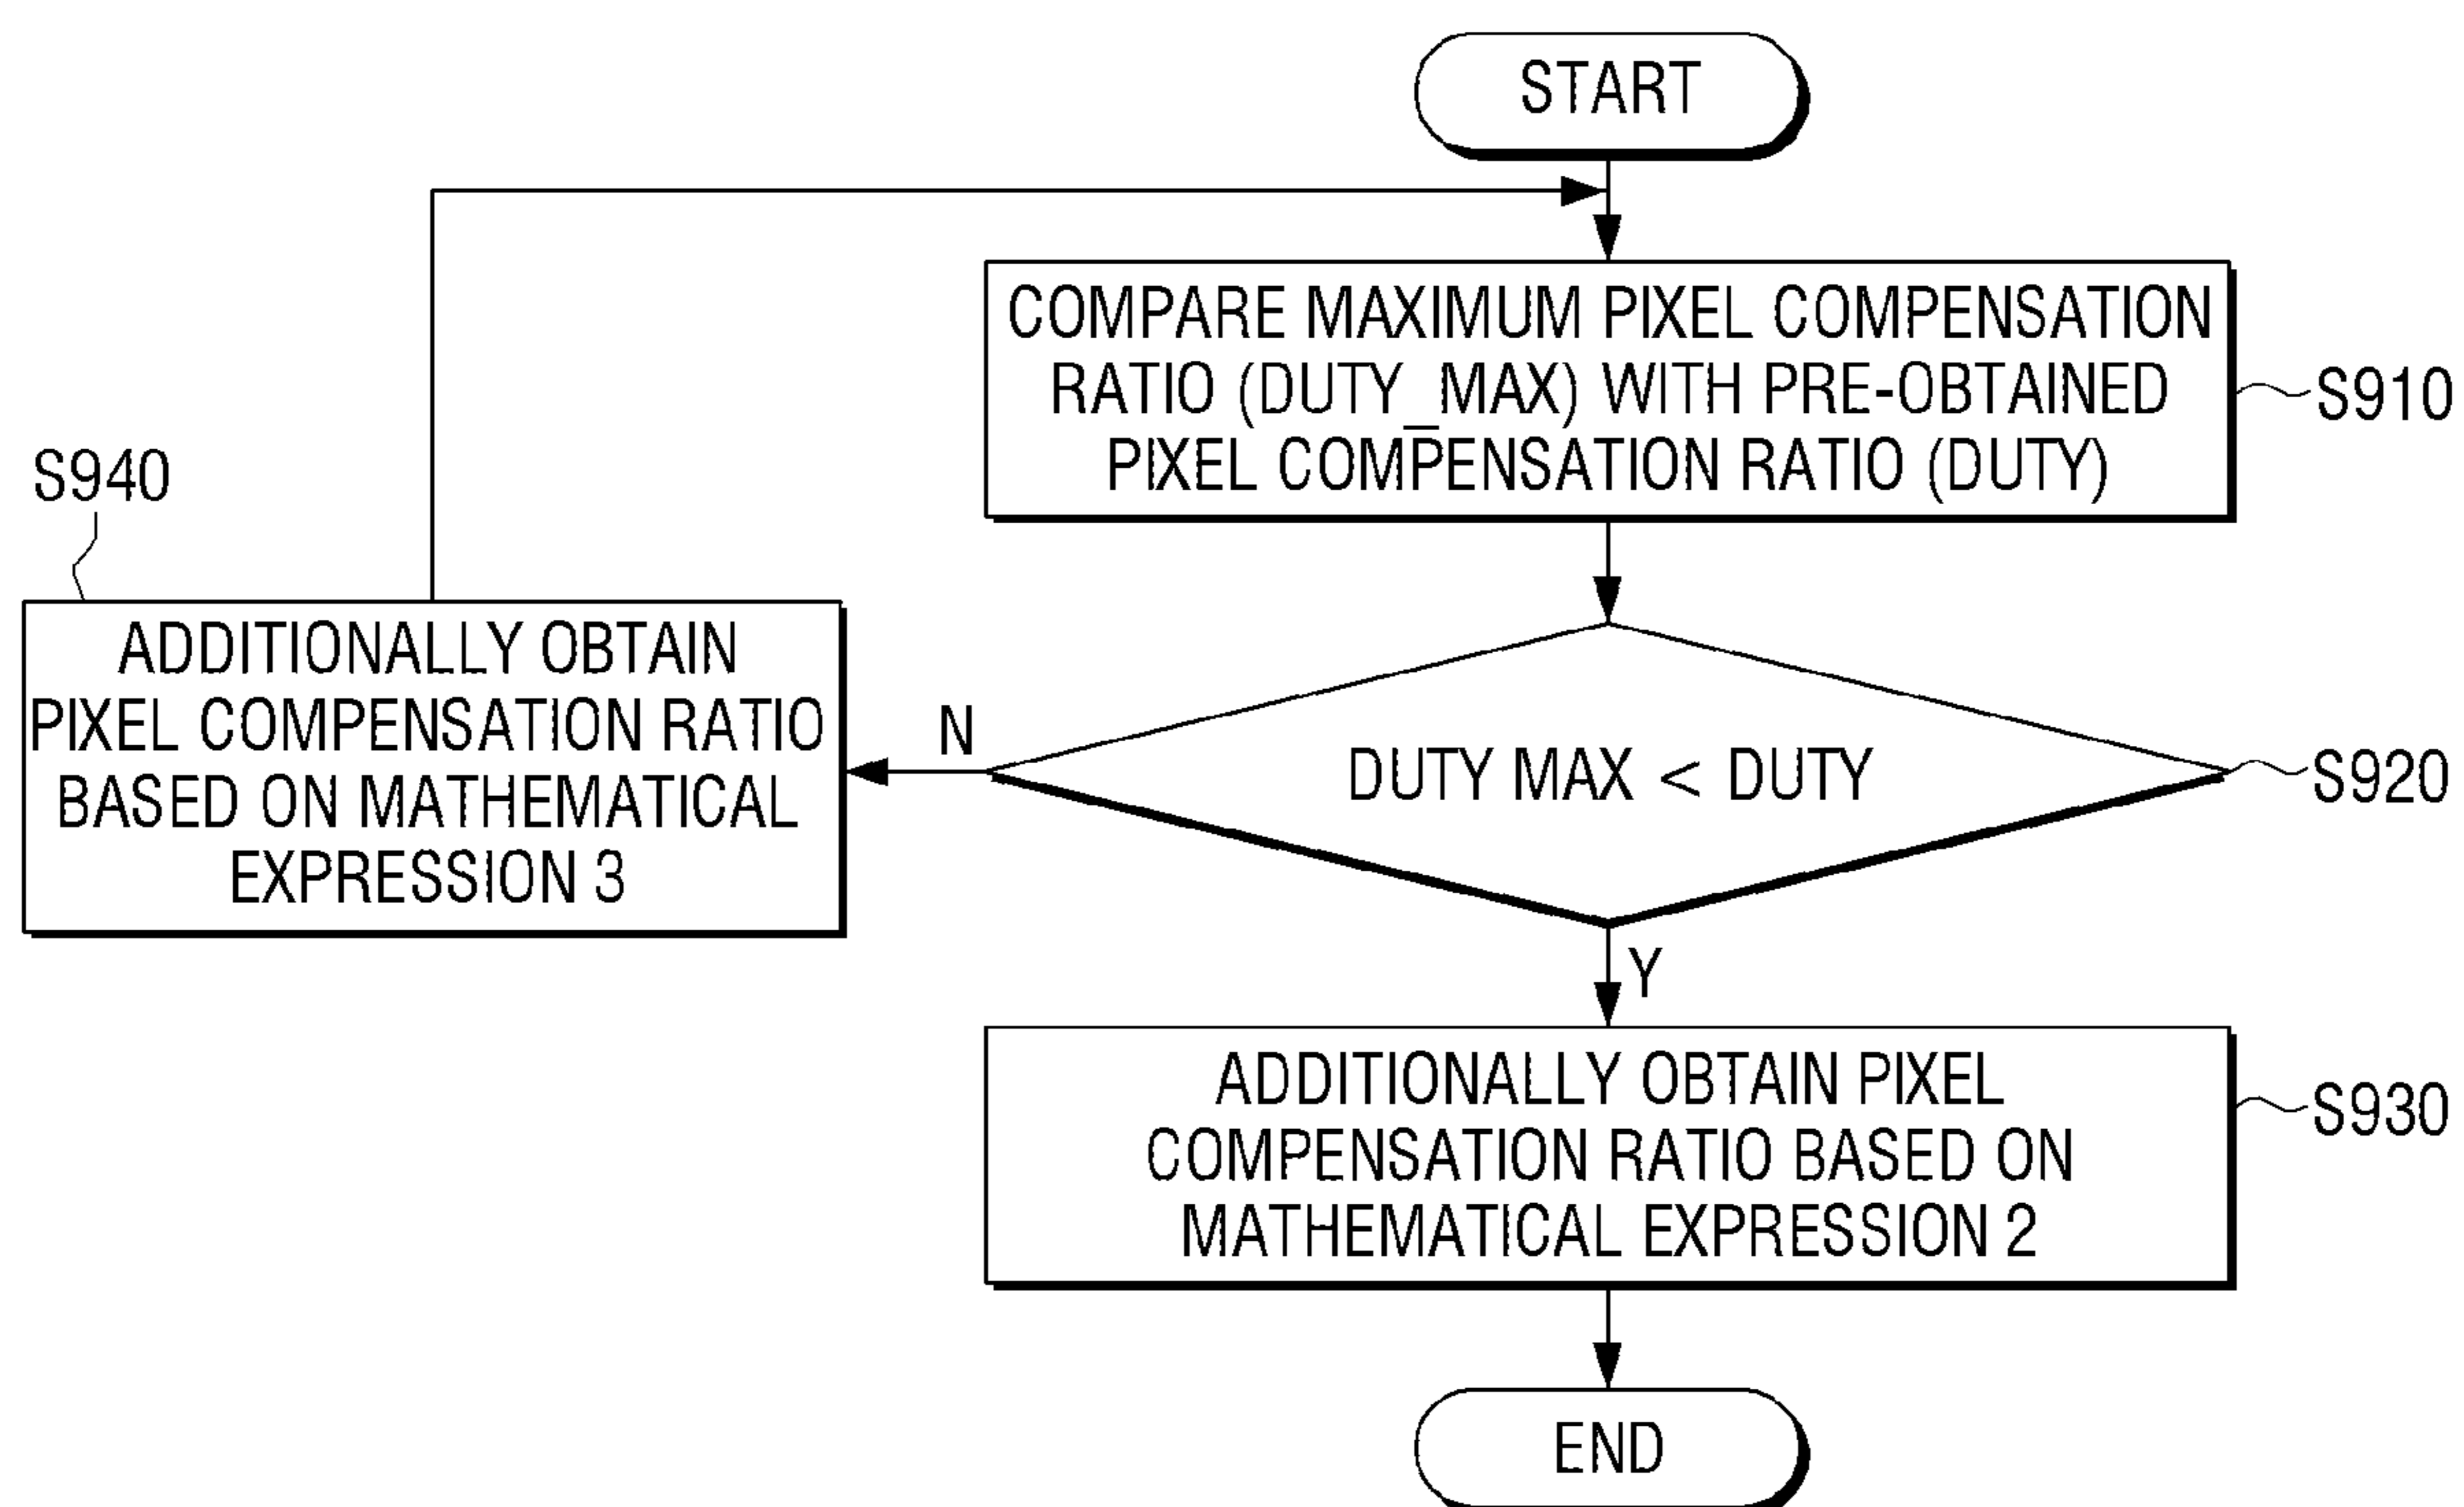 START
COMPARE MAXIMUM PIXEL COMPENSATION
RATIO (DUTY_MAX) WITH PRE-OBTAINED
PIXEL COMPENSATION RATIO (DUTY)
S910
S940
ADDITIONALLY OBTAIN
PIXEL COMPENSATION RATIO
BASED ON MATHEMATICAL
EXPRESSION 3
N
DUTY MAX < DUTY
S920
Y
ADDITIONALLY OBTAIN PIXEL
COMPENSATION RATIO BASED ON
MATHEMATICAL EXPRESSION 2
S930
END